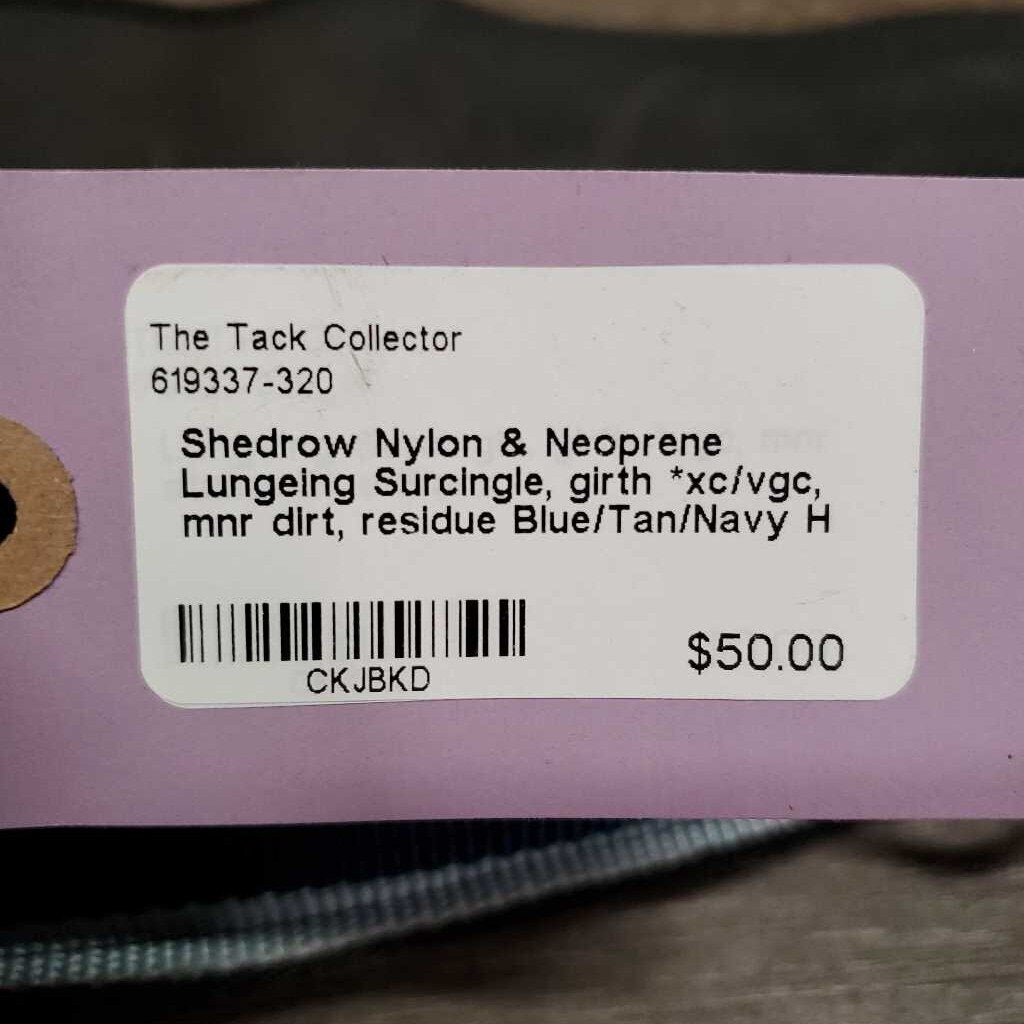 The Tack Collector
619337-320
Shedrow Nylon & Neoprene
Lungeing Surcingle, girth *xc/vgc,
mnr dirt, residue Blue/Tan/Navy H
CKJBKD
$50.00